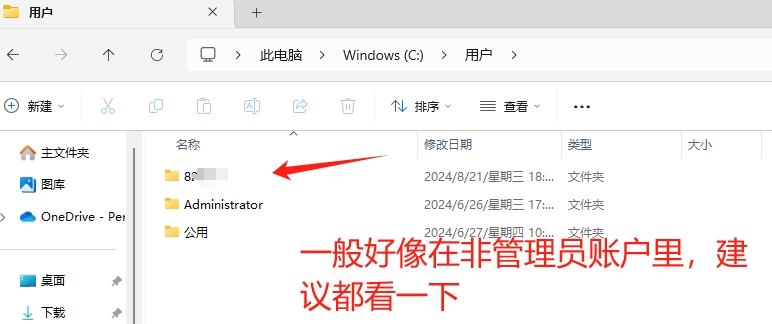 用户
此电脑 > Windows (C:) > 用户 >
新建 排序 查看 ...
名称 修改日期 类型 大小
主文件夹
图库
OneDrive - Per
桌面
下载
82 2024/8/21/星期三 18:... 文件夹
Administrator 2024/6/26/星期三 17:... 文件夹
公用 2024/6/27/星期四 10:... 文件夹
一般好像在非管理员账户里，建
议都看一下